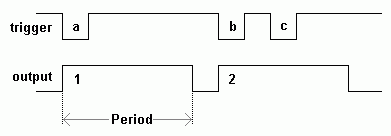 trigger a b c
output 1 2
Period